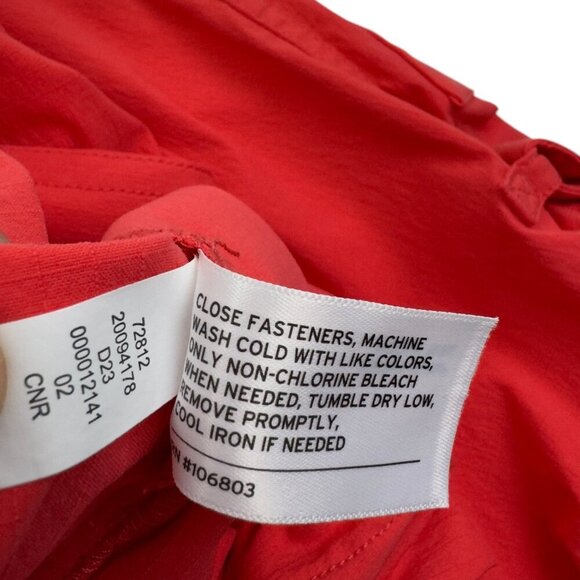 72812
20094178
D23
000012141
02
CNR
CLOSE FASTENERS, MACHINE
WASH COLD WITH LIKE COLORS,
ONLY NON-CHLORINE BLEACH
WHEN NEEDED, TUMBLE DRY LOW,
REMOVE PROMPTLY,
COOL IRON IF NEEDED
RN #106803